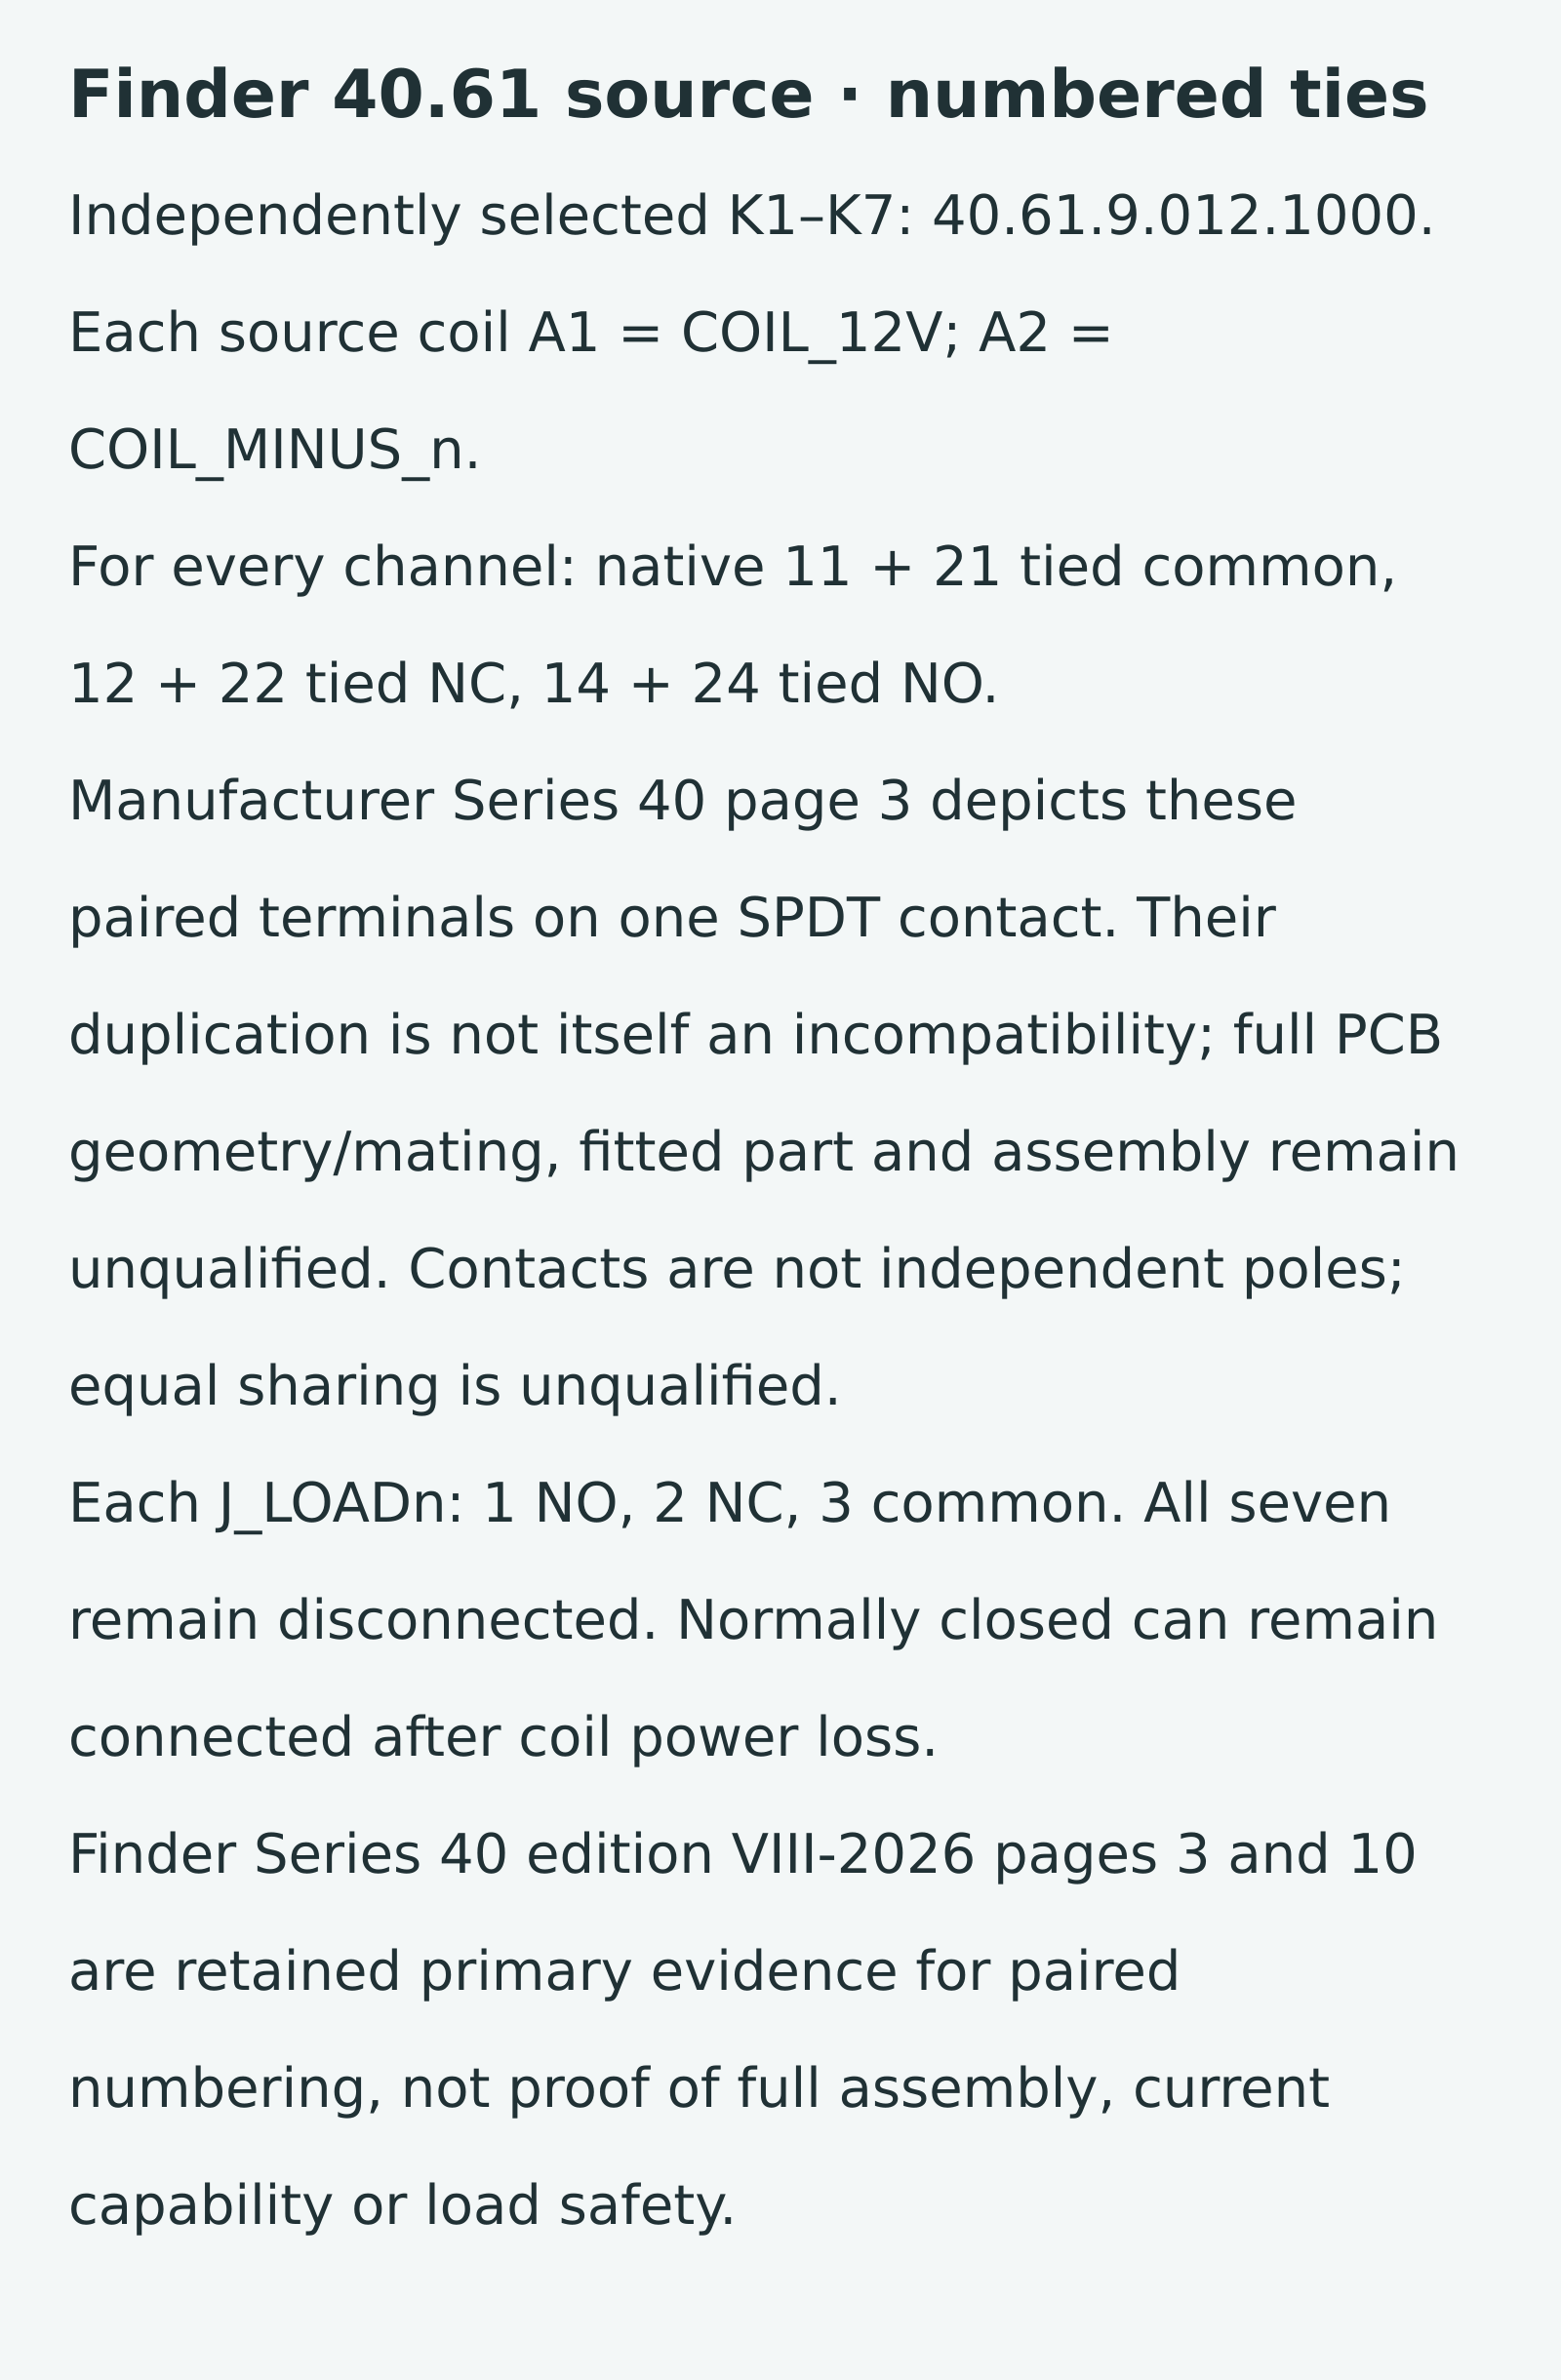 Finder 40.61 source · numbered ties
Independently selected K1–K7: 40.61.9.012.1000.
Each source coil A1 = COIL_12V; A2 =
COIL_MINUS_n.
For every channel: native 11 + 21 tied common,
12 + 22 tied NC, 14 + 24 tied NO.
Manufacturer Series 40 page 3 depicts these
paired terminals on one SPDT contact. Their
duplication is not itself an incompatibility; full PCB
geometry/mating, fitted part and assembly remain
unqualified. Contacts are not independent poles;
equal sharing is unqualified.
Each J_LOADn: 1 NO, 2 NC, 3 common. All seven
remain disconnected. Normally closed can remain
connected after coil power loss.
Finder Series 40 edition VIII-2026 pages 3 and 10
are retained primary evidence for paired
numbering, not proof of full assembly, current
capability or load safety.